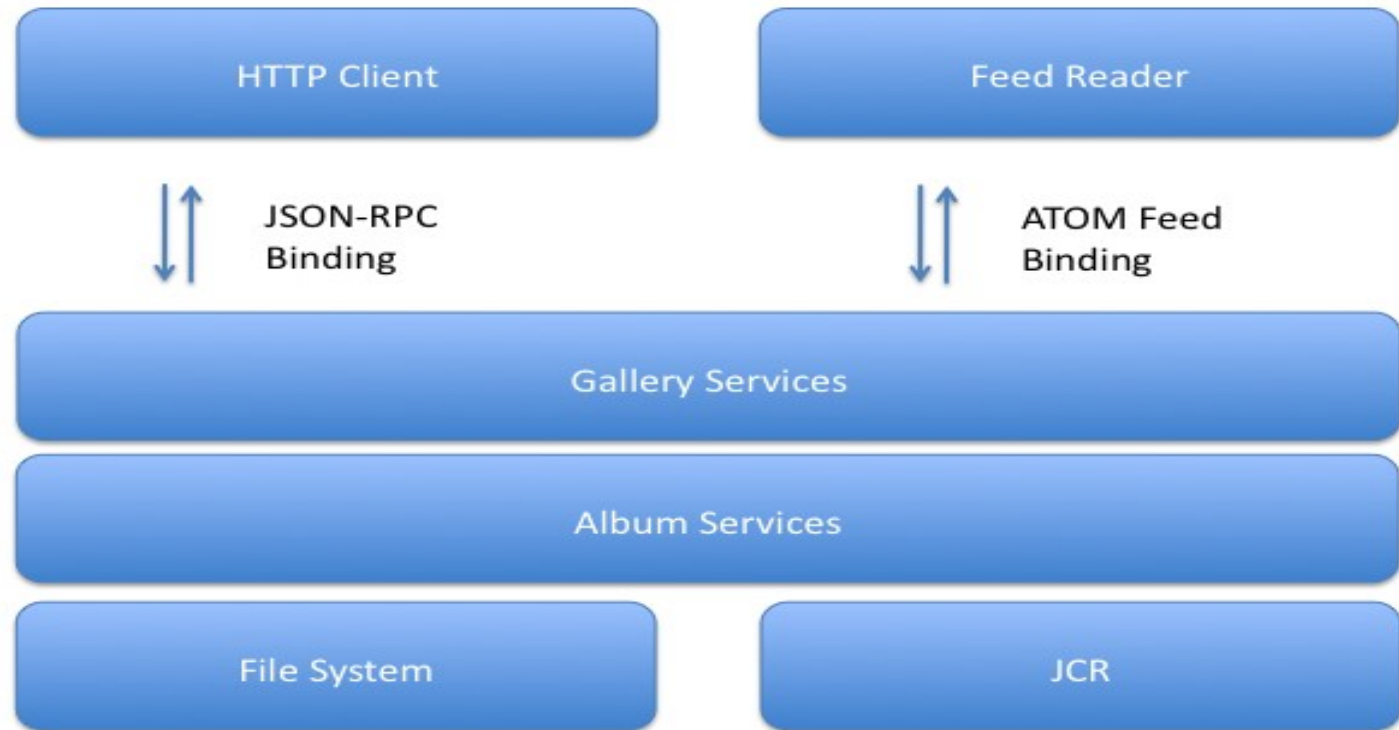 HTTP Client
Feed Reader
JSON-RPC
Binding
ATOM Feed
Binding
Gallery Services
Album Services
File System
JCR